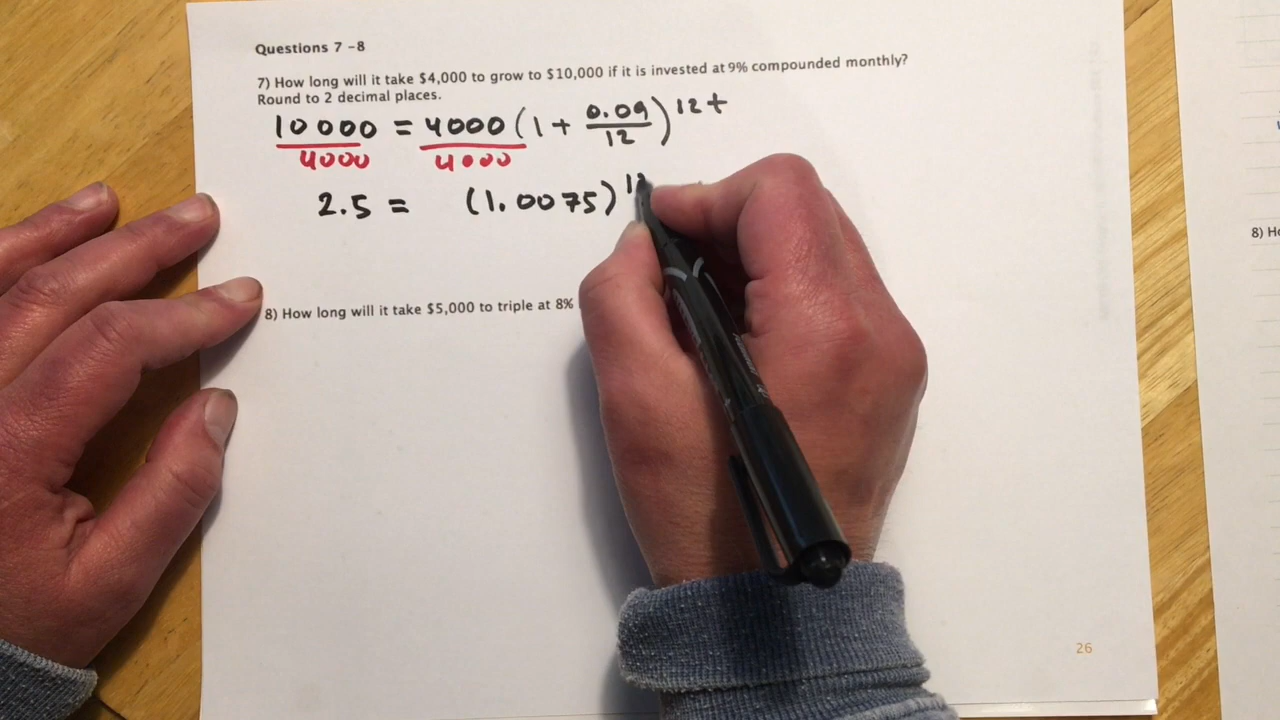 Questions 7 -8
7) How long will it take $4,000 to grow to $10,000 if it is invested at 9% compounded monthly?
Round to 2 decimal places.
10000 = 4000(1 + 0.09/12)^12t
4000 4000
2.5 = (1.0075)^12
8) How long will it take $5,000 to triple at 8%
26